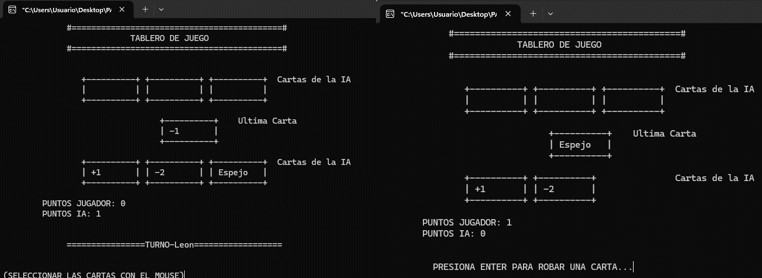 "C:\Users\Usuario\Desktop\P/
#========================================#
TABLERO DE JUEGO
#========================================#
Cartas de la IA
Ultima Carta
-1
Cartas de la IA
+1 -2 Espejo
PUNTOS JUGADOR: 0
PUNTOS IA: 1
=================TURNO-Leon===================
(SELECCIONAR LAS CARTAS CON EL MOUSE)
"C:\Users\Usuario\Desktop\P/
#========================================#
TABLERO DE JUEGO
#========================================#
Cartas de la IA
Ultima Carta
Espejo
Cartas de la IA
+1 -2
PUNTOS JUGADOR: 1
PUNTOS IA: 0
PRESIONA ENTER PARA ROBAR UNA CARTA...